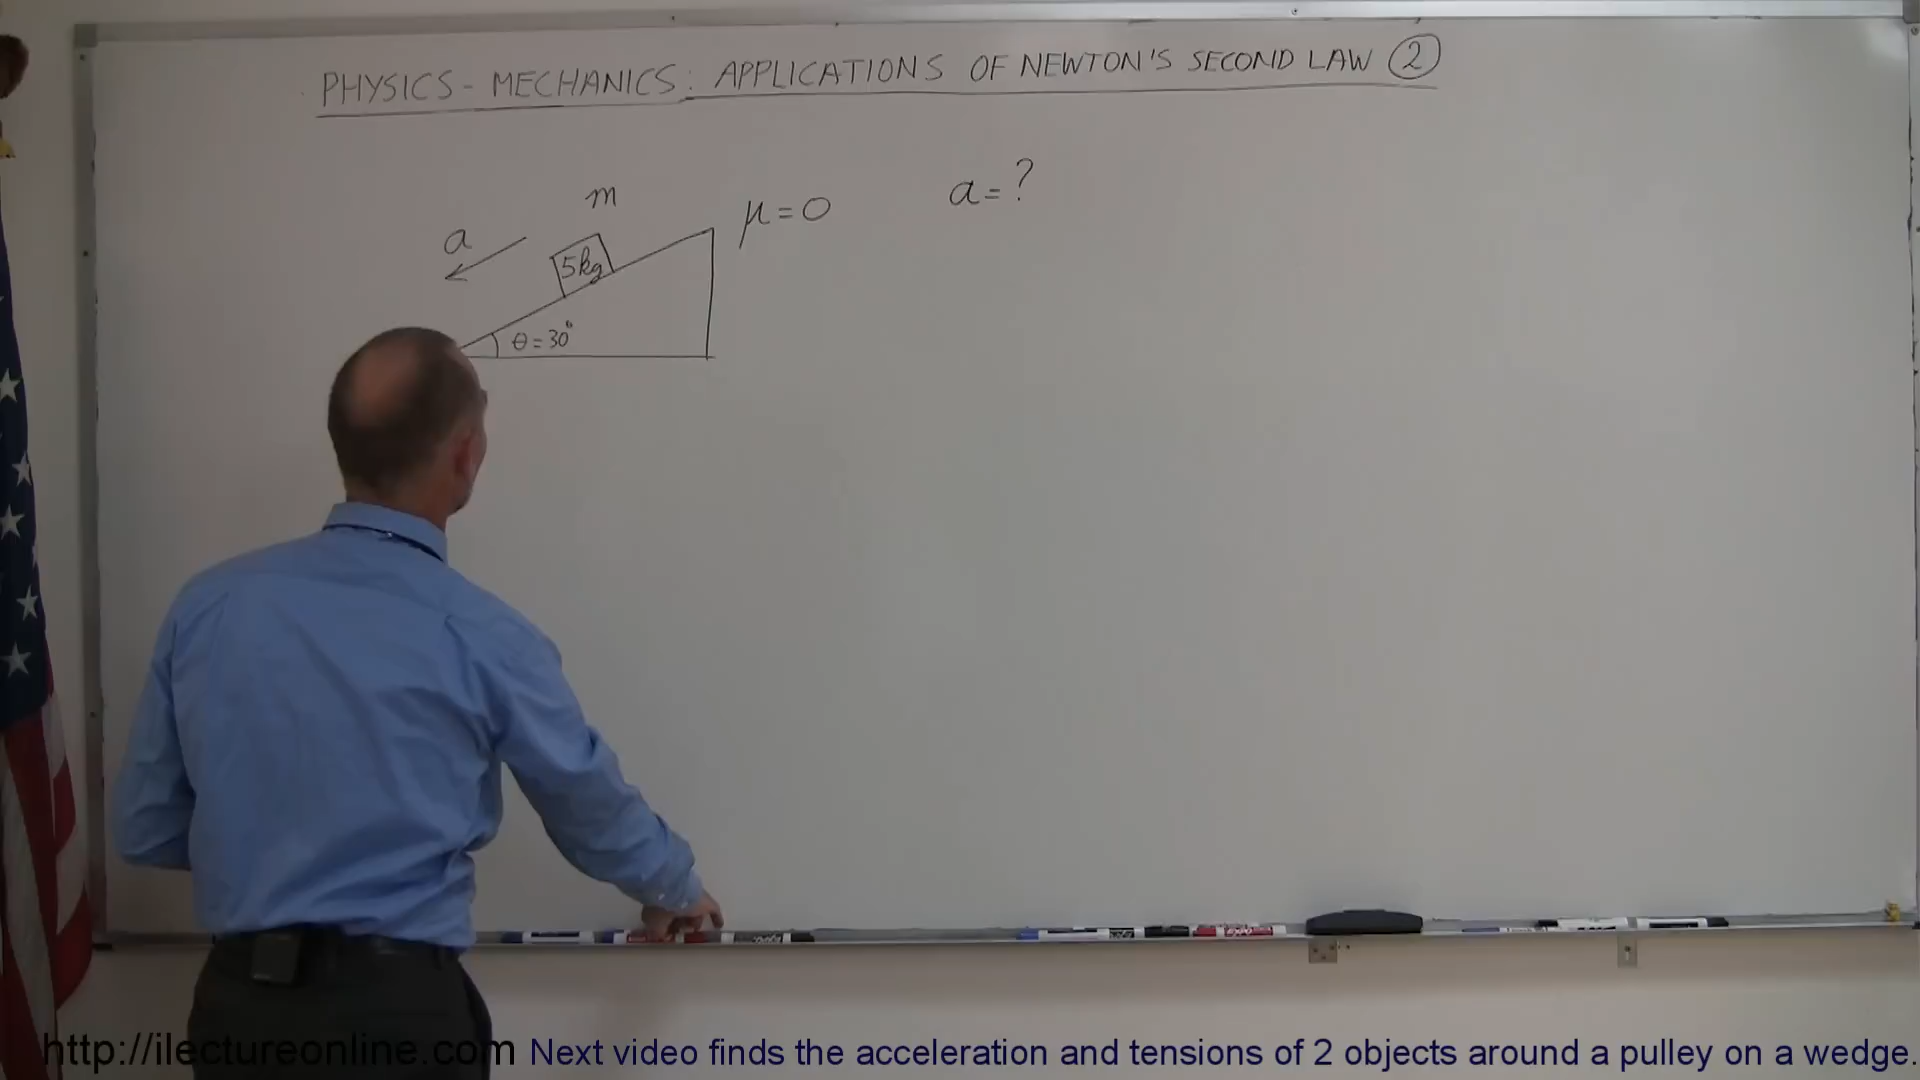 PHYSICS - MECHANICS: APPLICATIONS OF NEWTON'S SECOND LAW 2
m
a = ?
μ = 0
a
5kg
θ = 30°
http://ilectureonline.com Next video finds the acceleration and tensions of 2 objects around a pulley on a wedge.